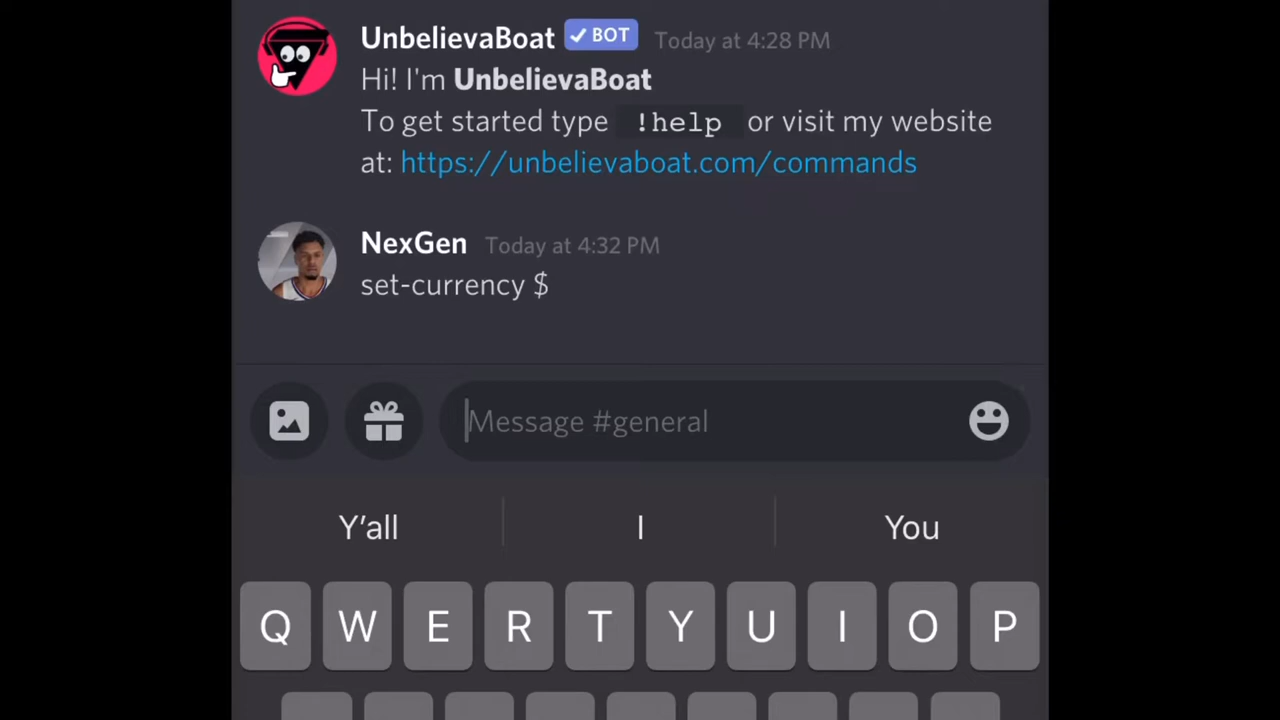 UnbelievaBoat ✓ BOT Today at 4:28 PM
Hi! I'm UnbelievaBoat
To get started type !help or visit my website
at: https://unbelievaboat.com/commands
NexGen Today at 4:32 PM
set-currency $
Message #general
Y’all I You
Q W E R T Y U I O P